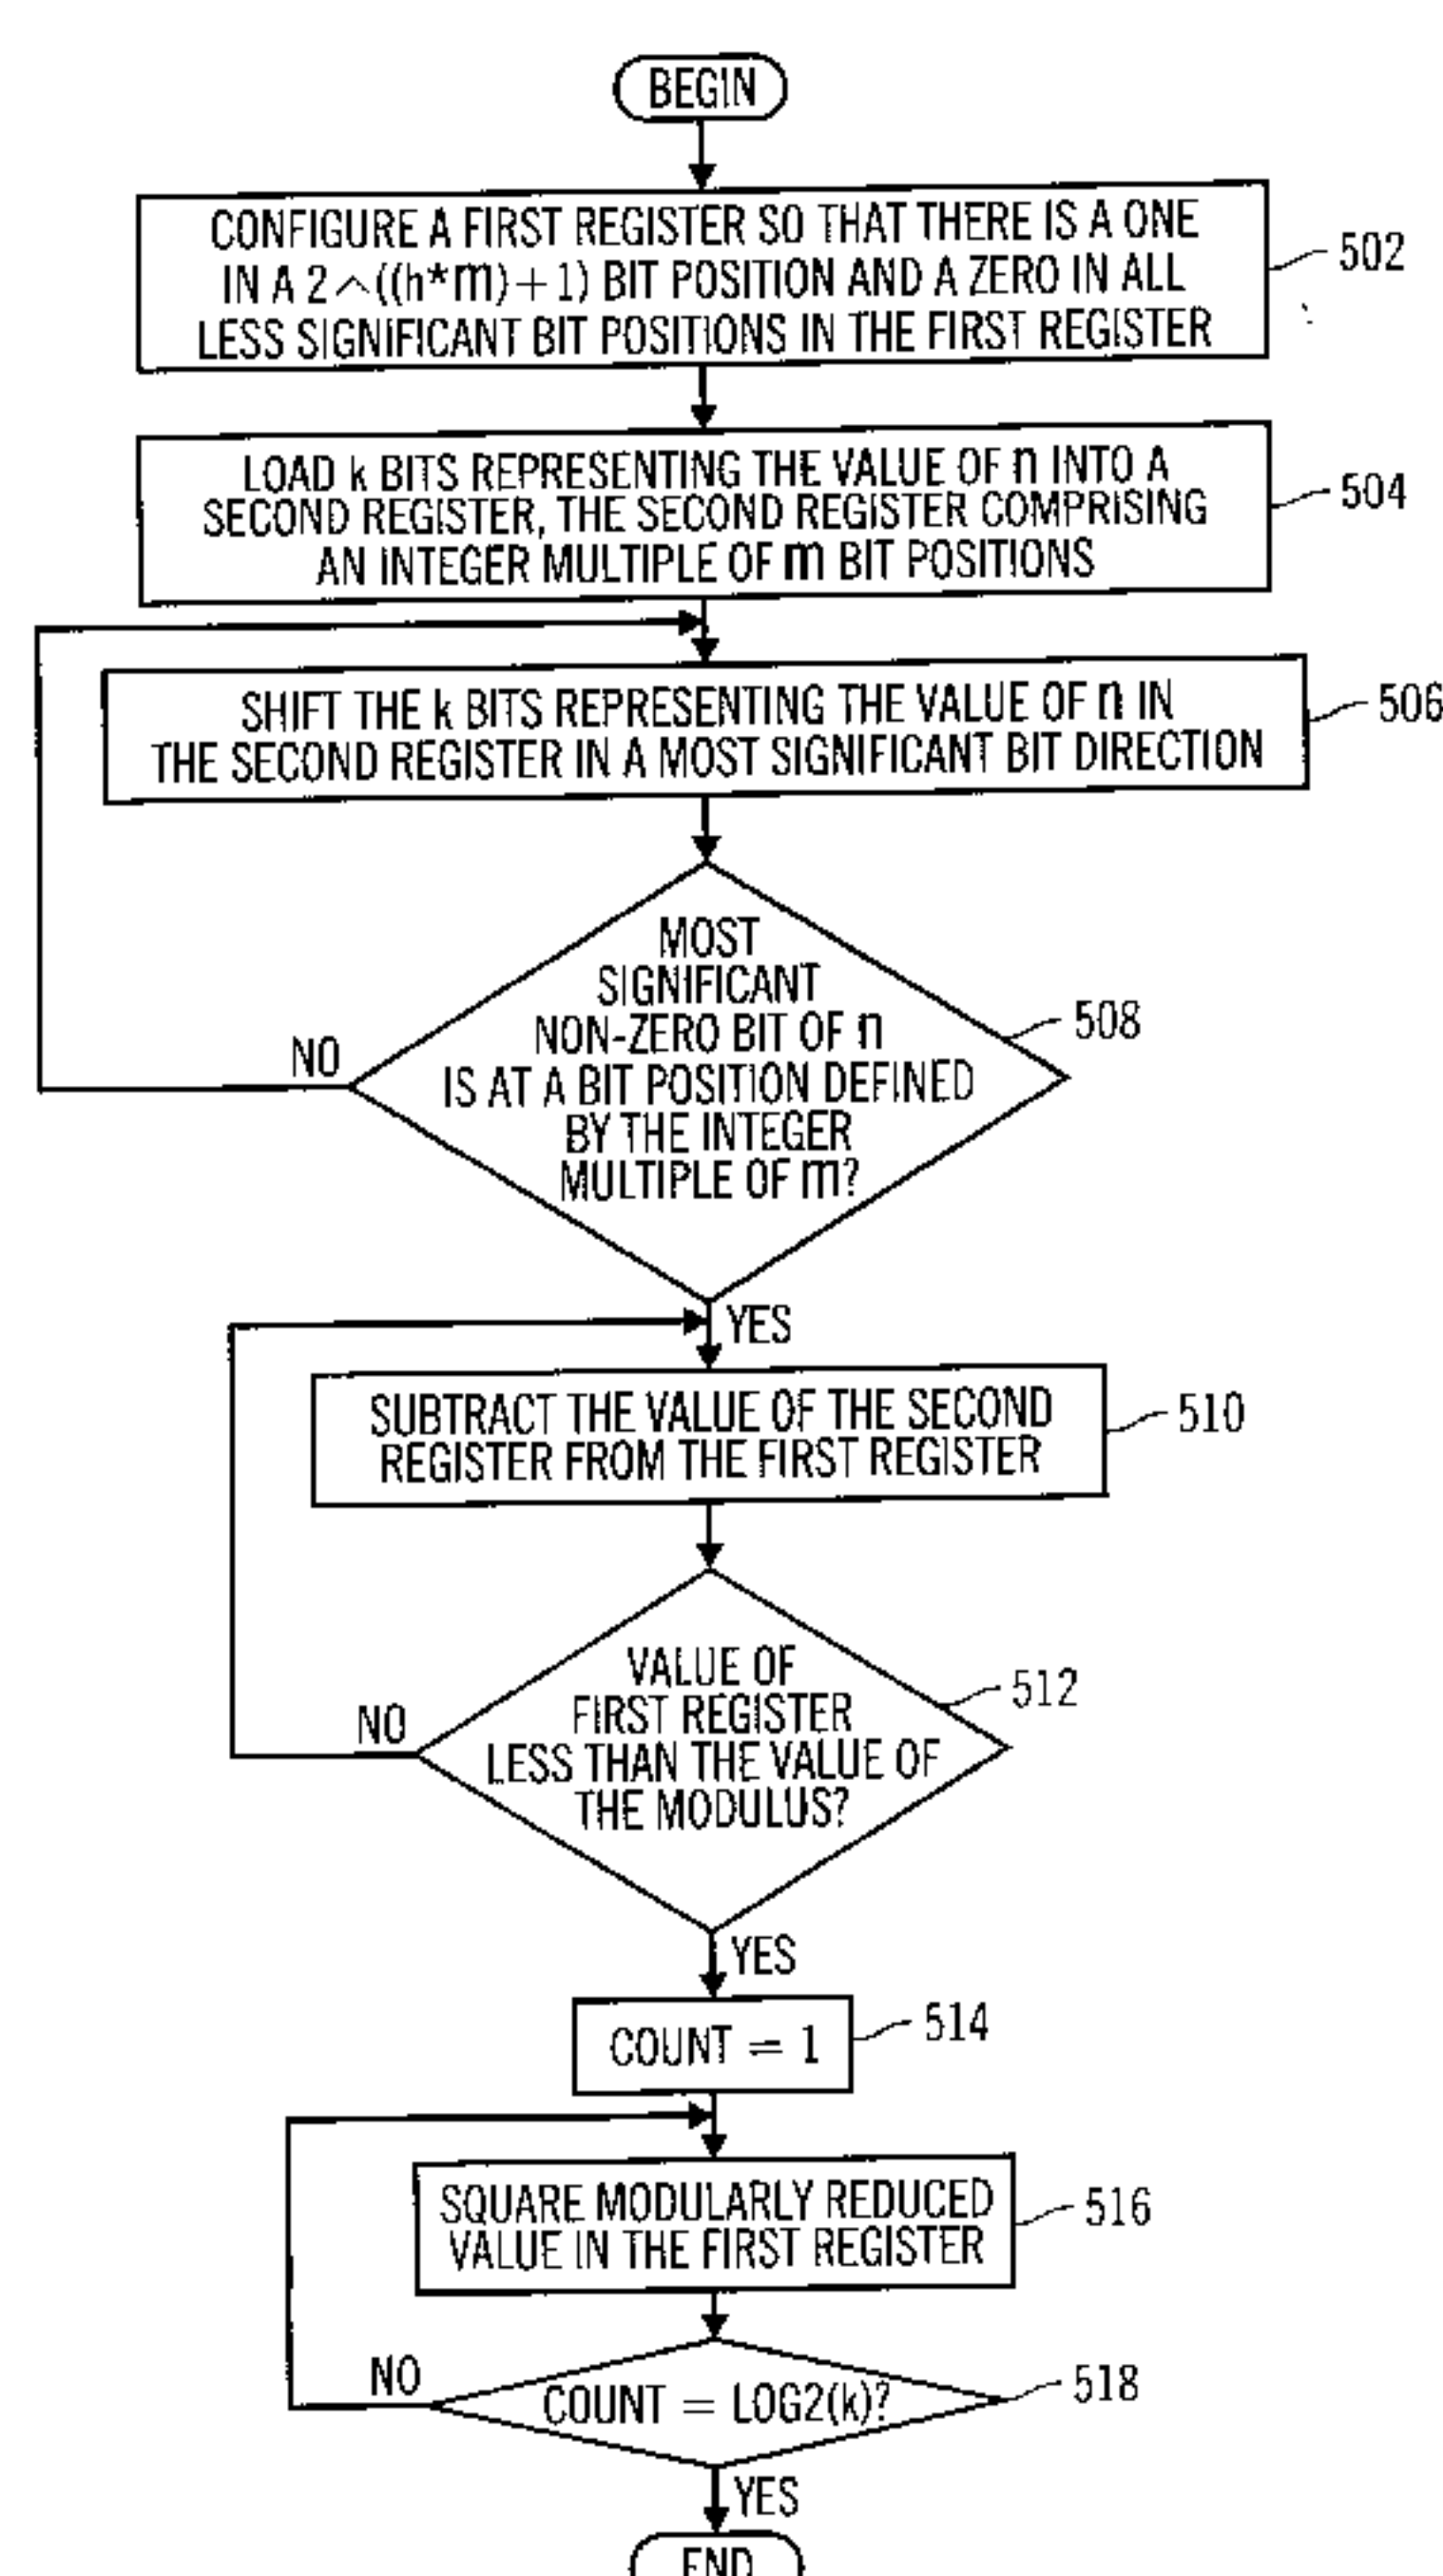 BEGIN
CONFIGURE A FIRST REGISTER SO THAT THERE IS A ONE
IN A 2^((h*m)+1) BIT POSITION AND A ZERO IN ALL
LESS SIGNIFICANT BIT POSITIONS IN THE FIRST REGISTER
502
LOAD k BITS REPRESENTING THE VALUE OF n INTO A
SECOND REGISTER, THE SECOND REGISTER COMPRISING
AN INTEGER MULTIPLE OF m BIT POSITIONS
504
SHIFT THE k BITS REPRESENTING THE VALUE OF n IN
THE SECOND REGISTER IN A MOST SIGNIFICANT BIT DIRECTION
506
MOST
SIGNIFICANT
NON-ZERO BIT OF n
IS AT A BIT POSITION DEFINED
BY THE INTEGER
MULTIPLE OF m?
508
NO
YES
SUBTRACT THE VALUE OF THE SECOND
REGISTER FROM THE FIRST REGISTER
510
VALUE OF
FIRST REGISTER
LESS THAN THE VALUE OF
THE MODULUS?
512
NO
YES
COUNT = 1
514
SQUARE MODULARLY REDUCED
VALUE IN THE FIRST REGISTER
516
COUNT = LOG2(k)?
518
NO
YES
END